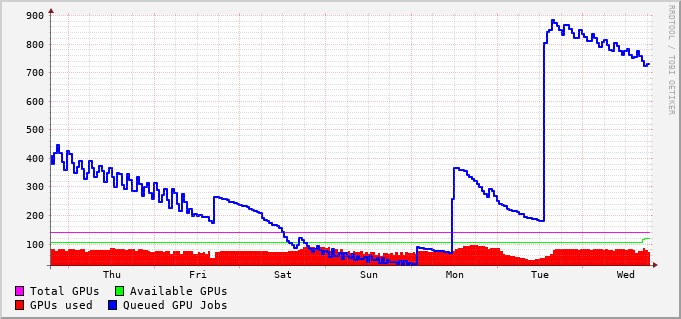 900
800
700
600
500
400
300
200
100
Thu Fri Sat Sun Mon Tue Wed
Total GPUs Available GPUs
GPUs used Queued GPU Jobs
RRDTOOL / TOBI OETIKER